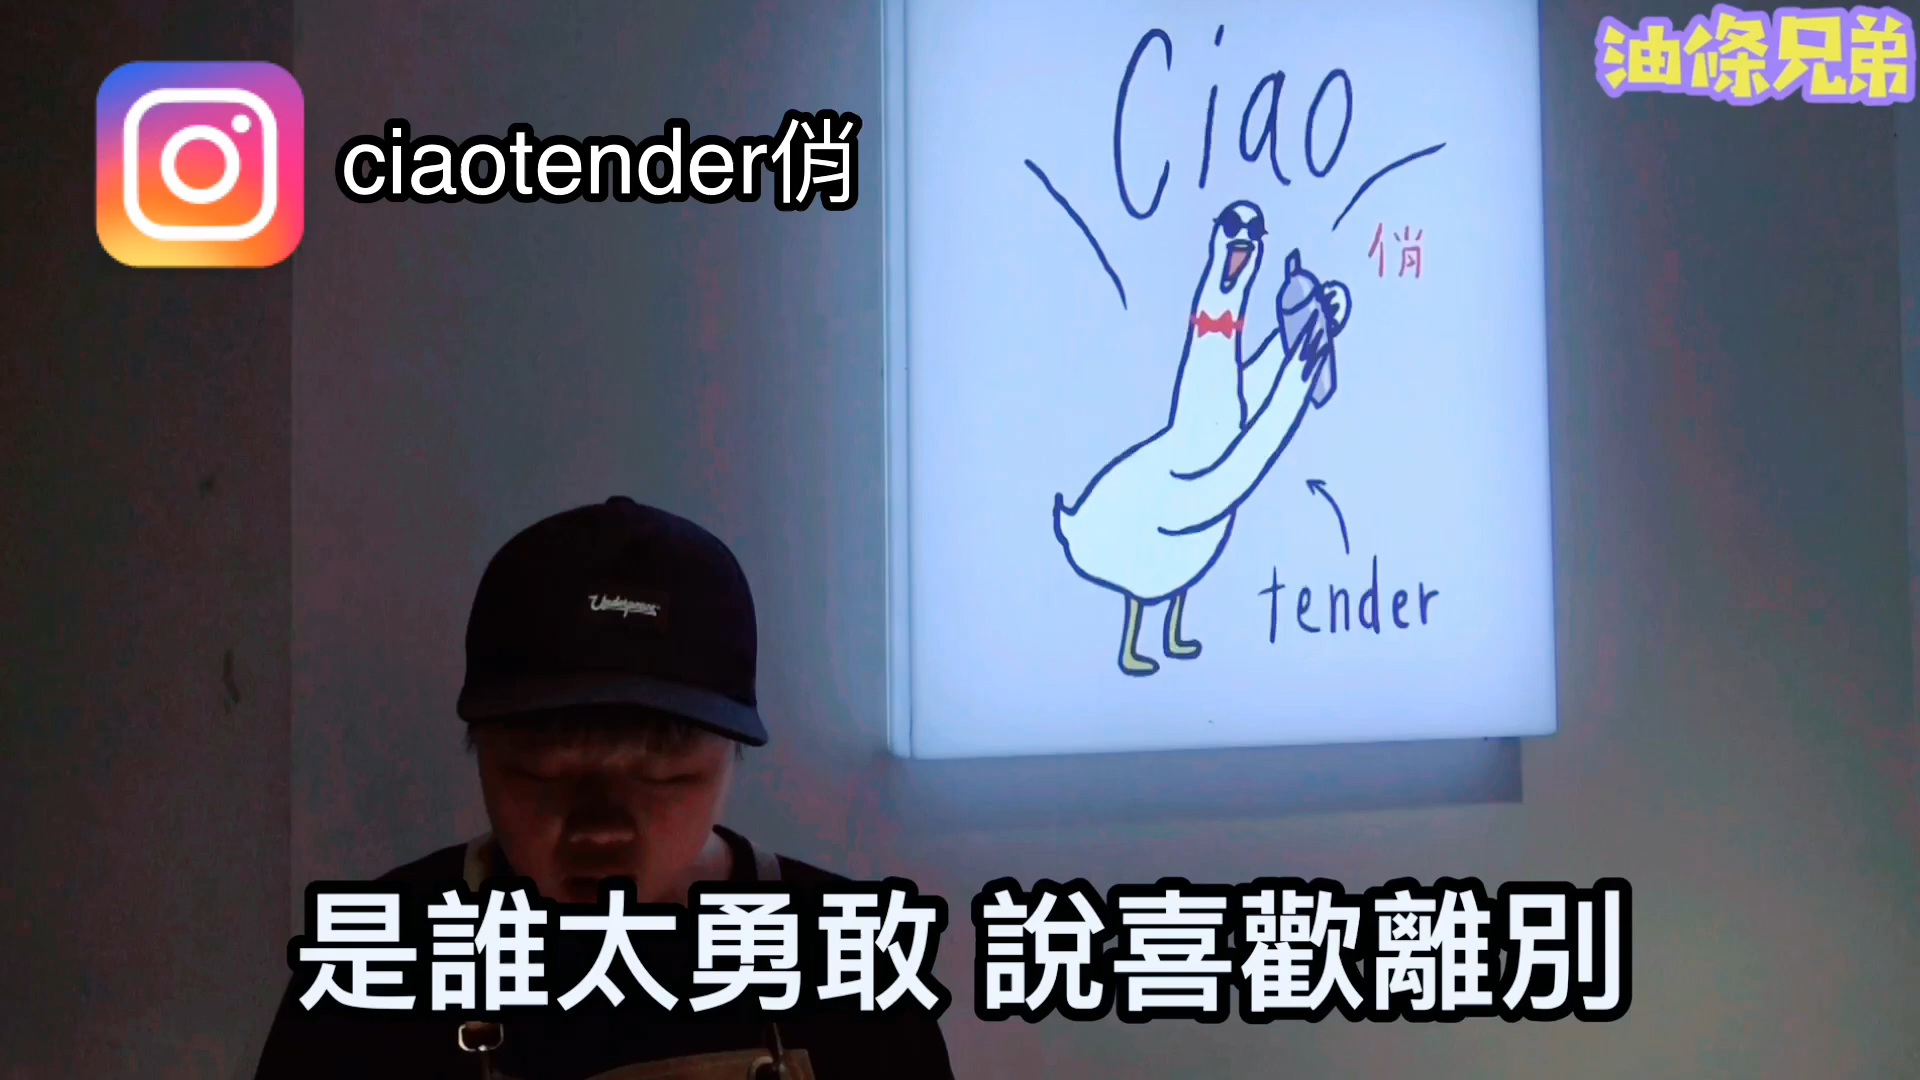 油條兄弟
ciaotender俏
Ciao
俏
tender
是誰太勇敢 說喜歡離別